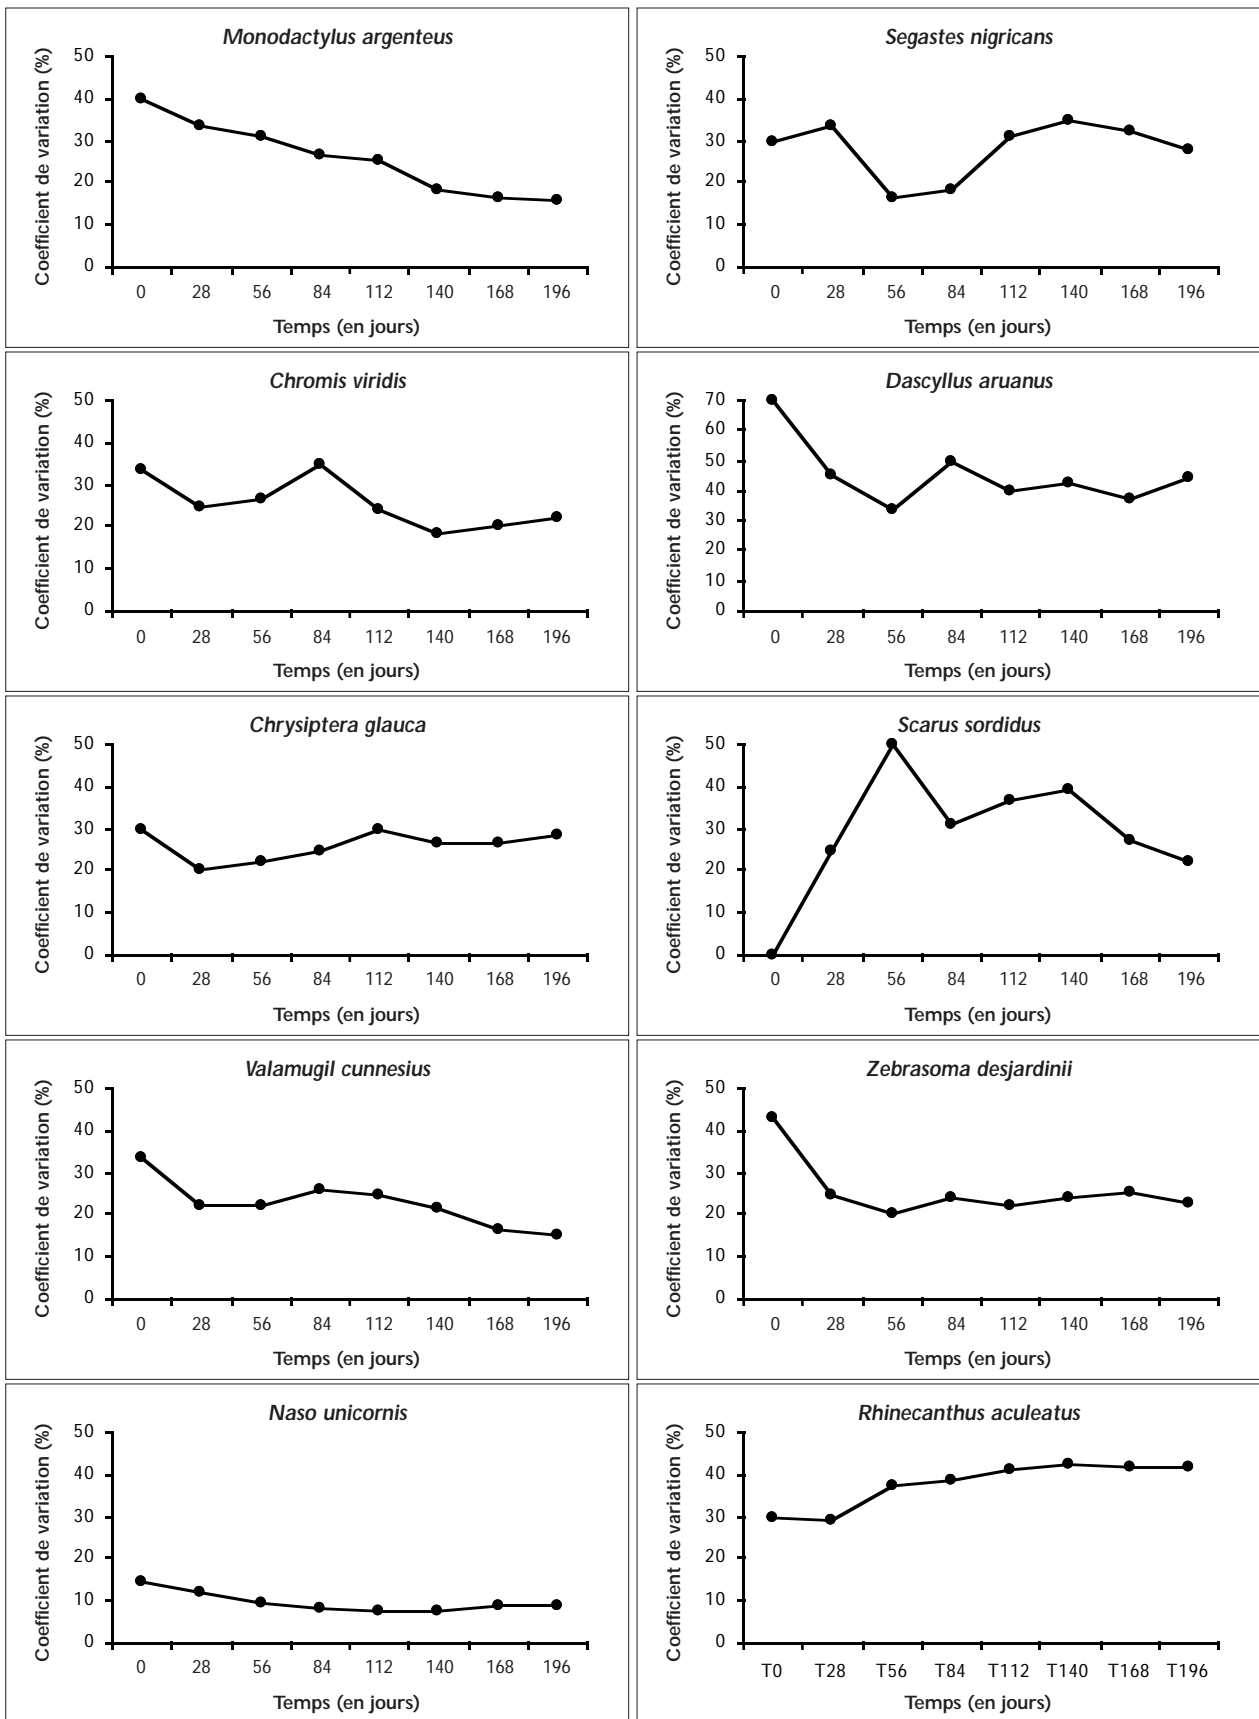 Monodactylus argenteus
Coefficient de variation (%)
50
40
30
20
10
0
0 28 56 84 112 140 168 196
Temps (en jours)
Segastes nigricans
Coefficient de variation (%)
50
40
30
20
10
0
0 28 56 84 112 140 168 196
Temps (en jours)
Chromis viridis
Coefficient de variation (%)
50
40
30
20
10
0
0 28 56 84 112 140 168 196
Temps (en jours)
Dascyllus aruanus
Coefficient de variation (%)
70
60
50
40
30
20
10
0
0 28 56 84 112 140 168 196
Temps (en jours)
Chrysiptera glauca
Coefficient de variation (%)
50
40
30
20
10
0
0 28 56 84 112 140 168 196
Temps (en jours)
Scarus sordidus
Coefficient de variation (%)
50
40
30
20
10
0
0 28 56 84 112 140 168 196
Temps (en jours)
Valamugil cunnesius
Coefficient de variation (%)
50
40
30
20
10
0
0 28 56 84 112 140 168 196
Temps (en jours)
Zebrasoma desjardinii
Coefficient de variation (%)
50
40
30
20
10
0
0 28 56 84 112 140 168 196
Temps (en jours)
Naso unicornis
Coefficient de variation (%)
50
40
30
20
10
0
0 28 56 84 112 140 168 196
Temps (en jours)
Rhinecanthus aculeatus
Coefficient de variation (%)
50
40
30
20
10
0
T0 T28 T56 T84 T112 T140 T168 T196
Temps (en jours)